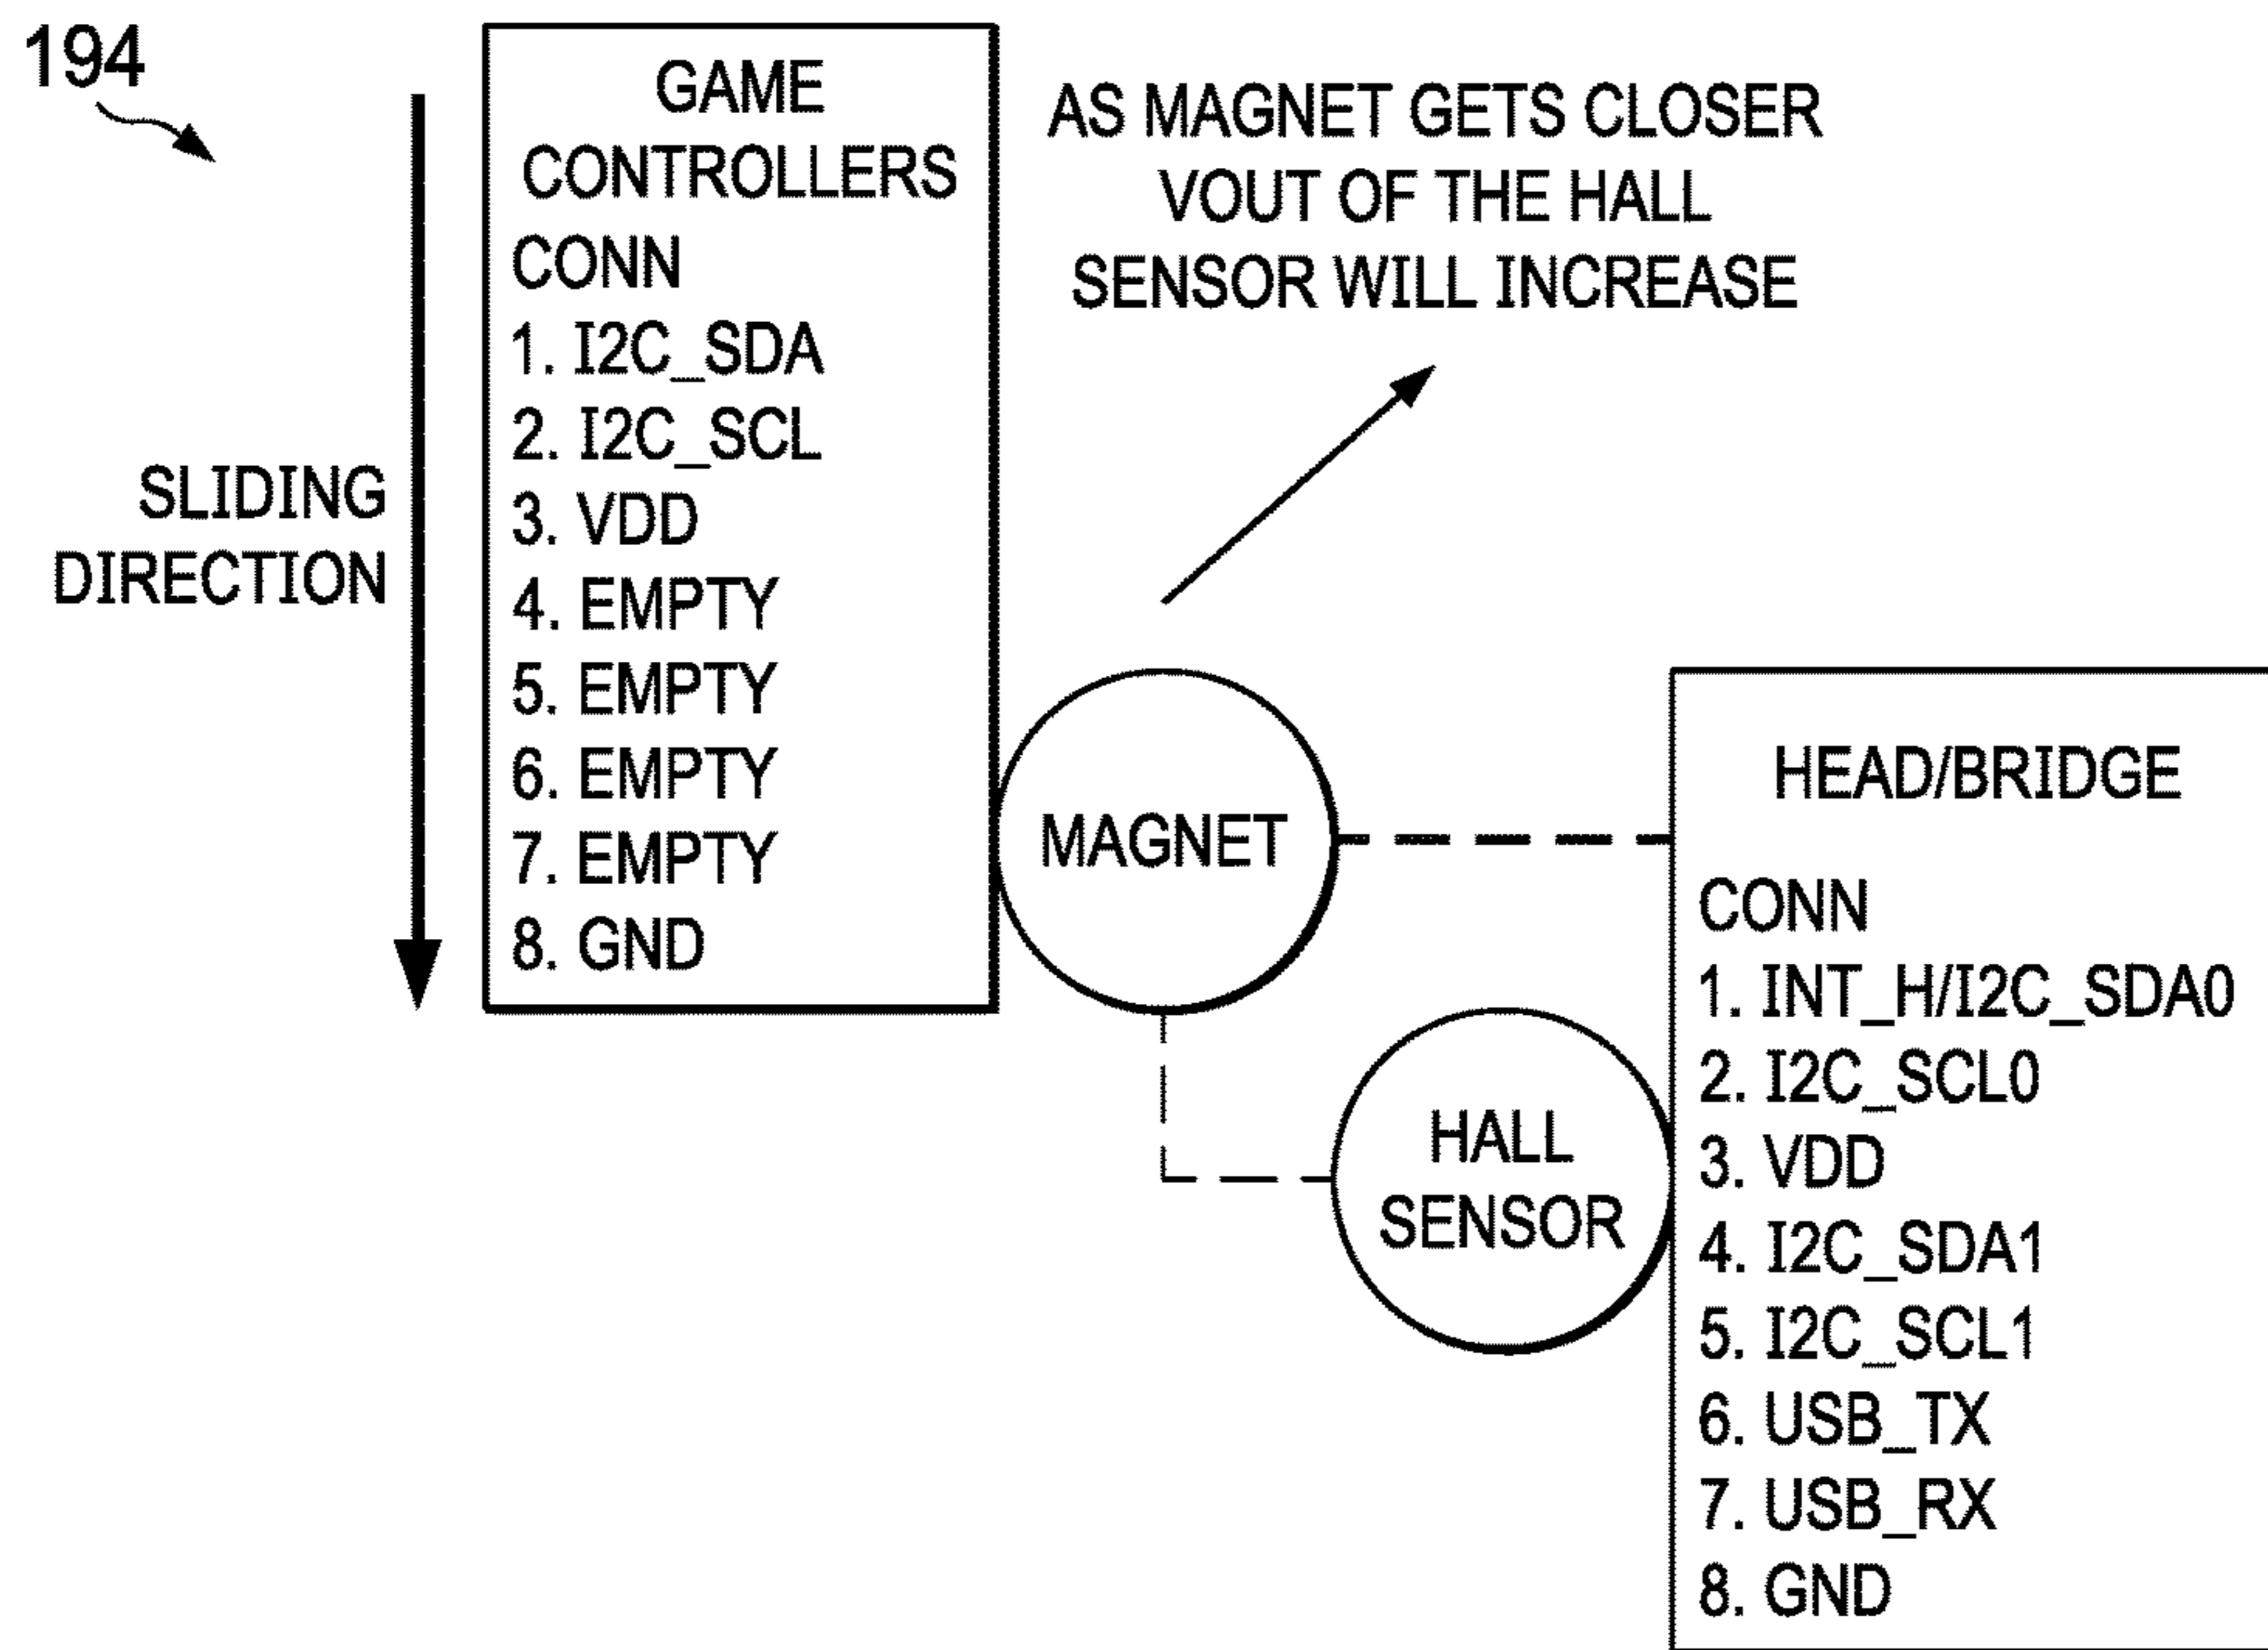 194
SLIDING
DIRECTION
GAME
CONTROLLERS
CONN
1. I2C_SDA
2. I2C_SCL
3. VDD
4. EMPTY
5. EMPTY
6. EMPTY
7. EMPTY
8. GND
AS MAGNET GETS CLOSER
VOUT OF THE HALL
SENSOR WILL INCREASE
MAGNET
HALL
SENSOR
HEAD/BRIDGE
CONN
1. INT_H/I2C_SDA0
2. I2C_SCL0
3. VDD
4. I2C_SDA1
5. I2C_SCL1
6. USB_TX
7. USB_RX
8. GND